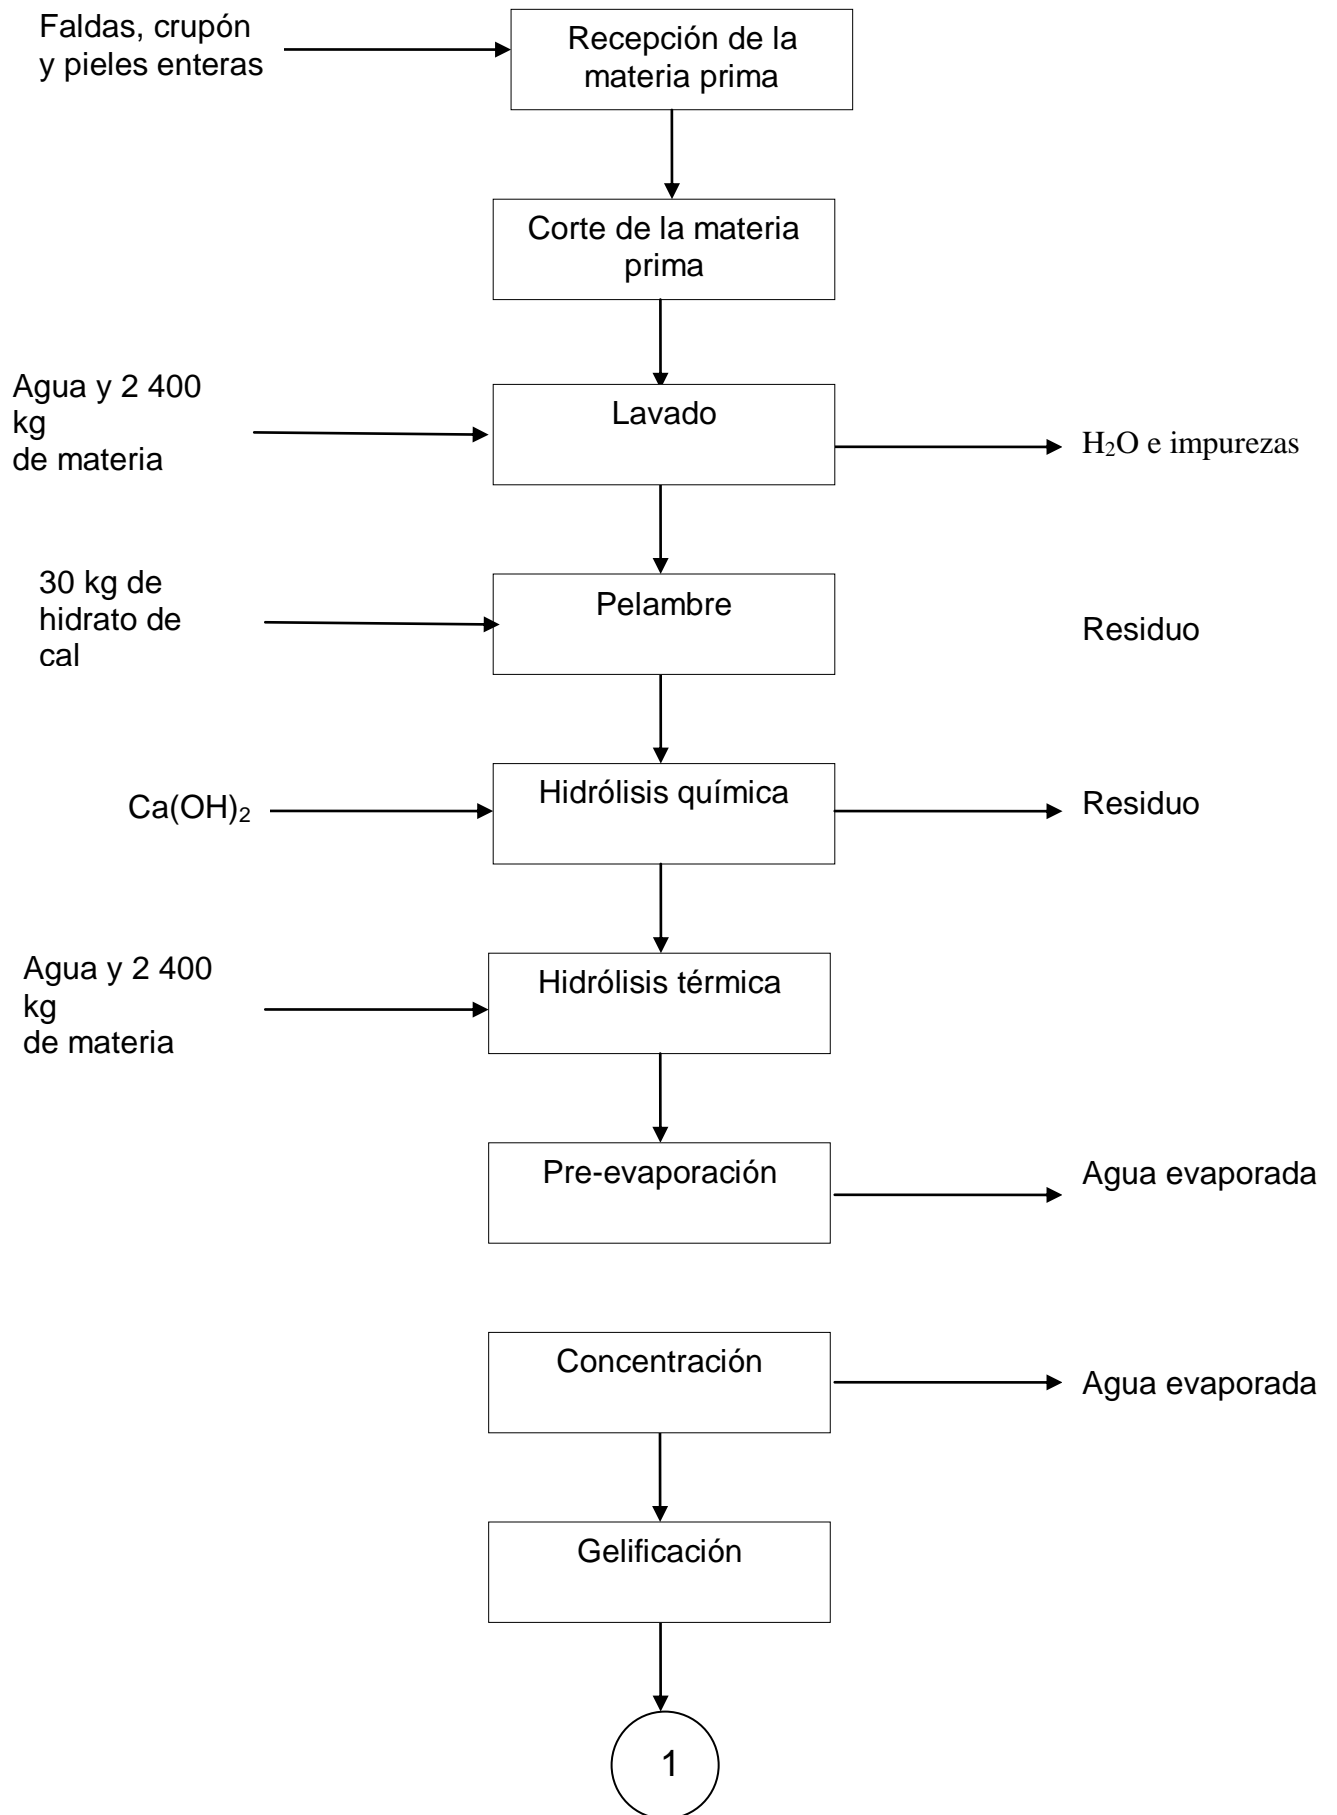 Faldas, crupón
y pieles enteras
Recepción de la
materia prima
Corte de la materia
prima
Agua y 2 400
kg
de materia
Lavado
H₂O e impurezas
30 kg de
hidrato de
cal
Pelambre
Residuo
Ca(OH)₂
Hidrólisis química
Residuo
Agua y 2 400
kg
de materia
Hidrólisis térmica
Pre-evaporación
Agua evaporada
Concentración
Agua evaporada
Gelificación
1